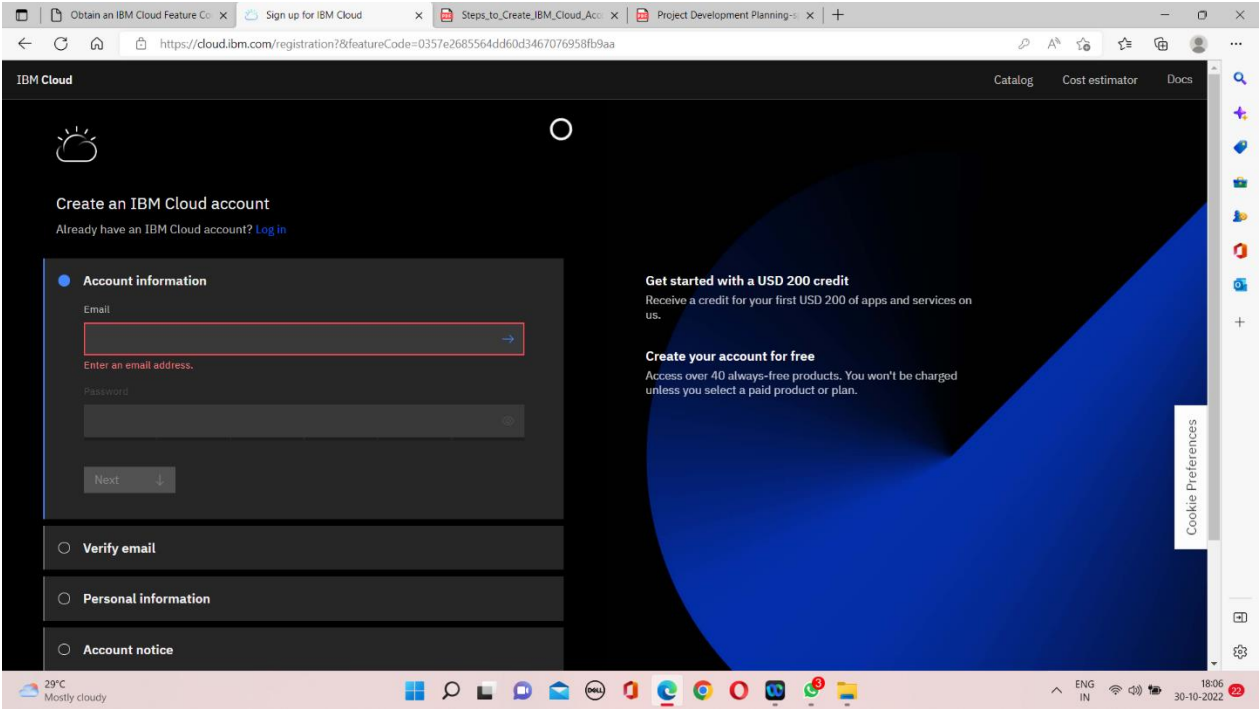 Obtain an IBM Cloud Feature Co
Sign up for IBM Cloud
Steps_to_Create_IBM_Cloud_Acco
Project Development Planning-s
https://cloud.ibm.com/registration?&featureCode=0357e2685564dd60d3467076958fb9aa
IBM Cloud
Catalog
Cost estimator
Docs
Create an IBM Cloud account
Already have an IBM Cloud account? Log in
Account information
Email
Enter an email address.
Password
Next
Verify email
Personal information
Account notice
Get started with a USD 200 credit
Receive a credit for your first USD 200 of apps and services on
us.
Create your account for free
Access over 40 always-free products. You won't be charged
unless you select a paid product or plan.
Cookie Preferences
29°C
Mostly cloudy
DELL
3
ENG
IN
18:06
30-10-2022
22